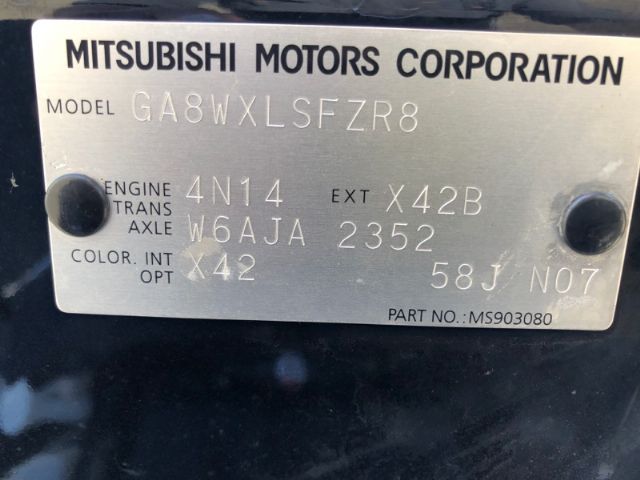 MITSUBISHI MOTORS CORPORATION
MODEL GA8WXLSFZR8
ENGINE 4N14 EXT X42B
TRANS
AXLE W6AJA 2352
COLOR. INT X42
OPT 58J N07
PART NO.:MS903080